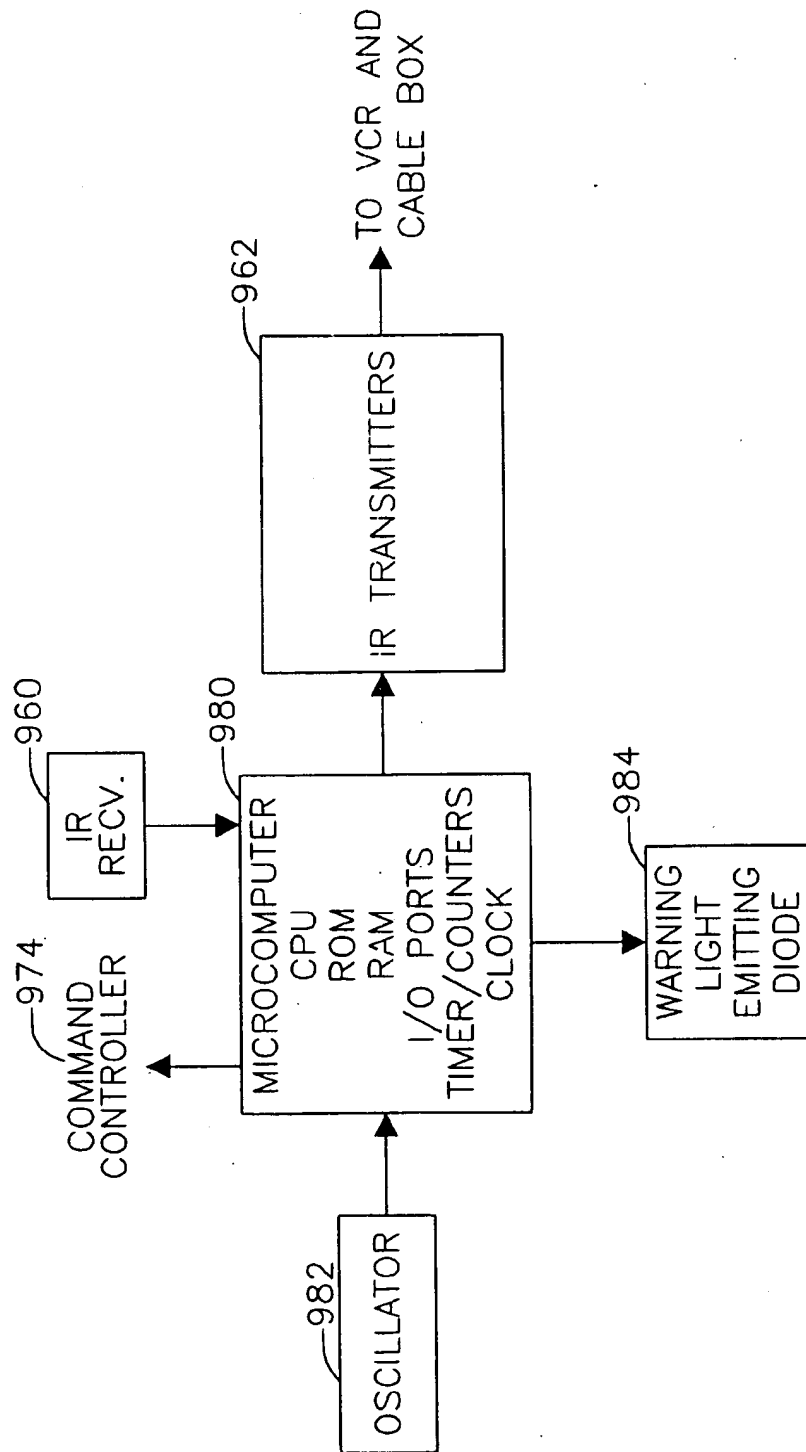 974
COMMAND
CONTROLLER
960
IR
RECV.
980
MICROCOMPUTER
CPU
ROM
RAM
I/O PORTS
TIMER/COUNTERS
CLOCK
982
OSCILLATOR
962
IR TRANSMITTERS
TO VCR AND
CABLE BOX
984
WARNING
LIGHT
EMITTING
DIODE